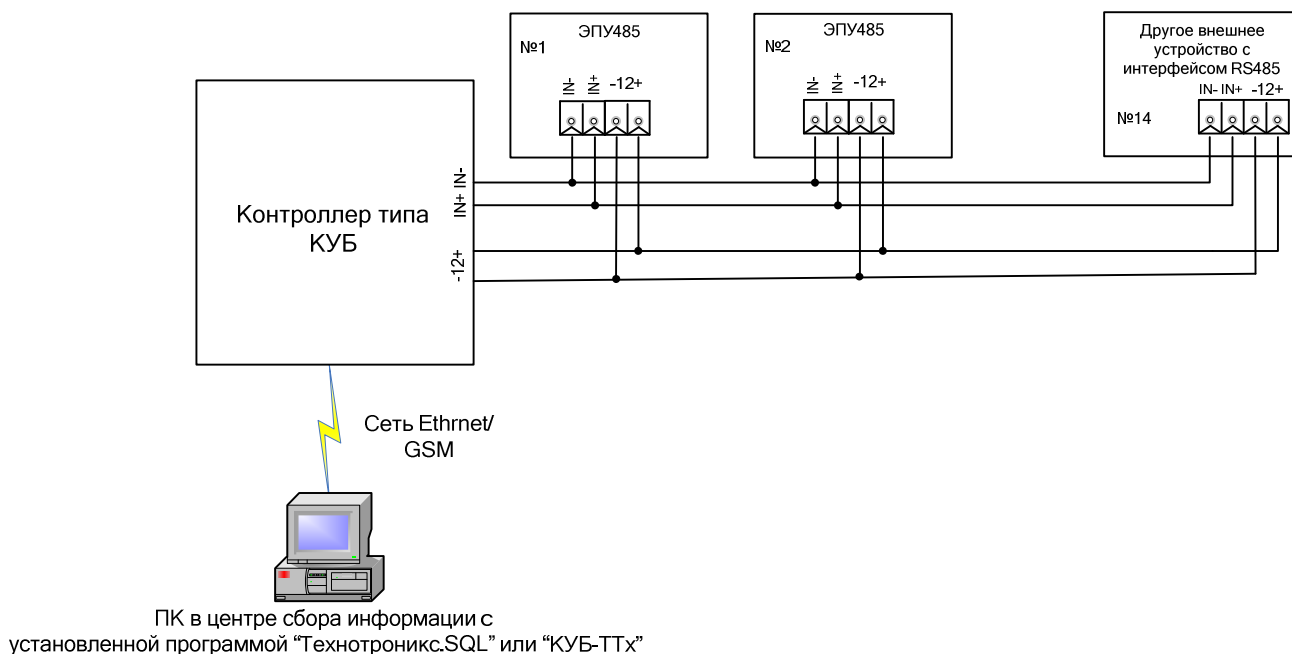 ЭПУ485
№1
IN- IN+ -12+
ЭПУ485
№2
IN- IN+ -12+
Другое внешнее
устройство с
интерфейсом RS485
IN- IN+ -12+
№14
Контроллер типа
КУБ
IN+ IN-
-12+
Сеть Ethrnet/
GSM
ПК в центре сбора информации с
установленной программой “Технотроникс.SQL” или “КУБ-ТТх”